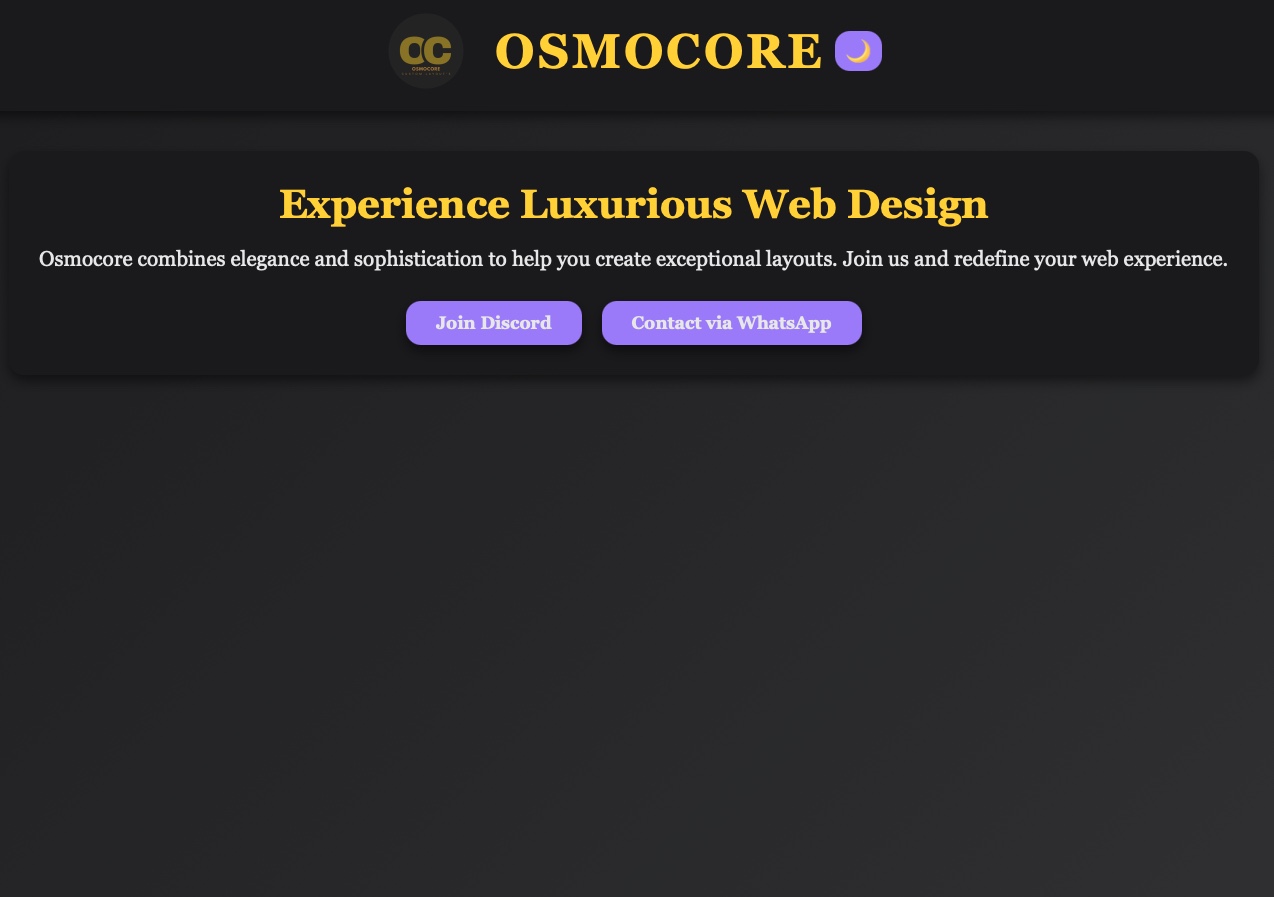 OC
OSMOCORE
OSMOCORE
Experience Luxurious Web Design
Osmocore combines elegance and sophistication to help you create exceptional layouts. Join us and redefine your web experience.
Join Discord
Contact via WhatsApp